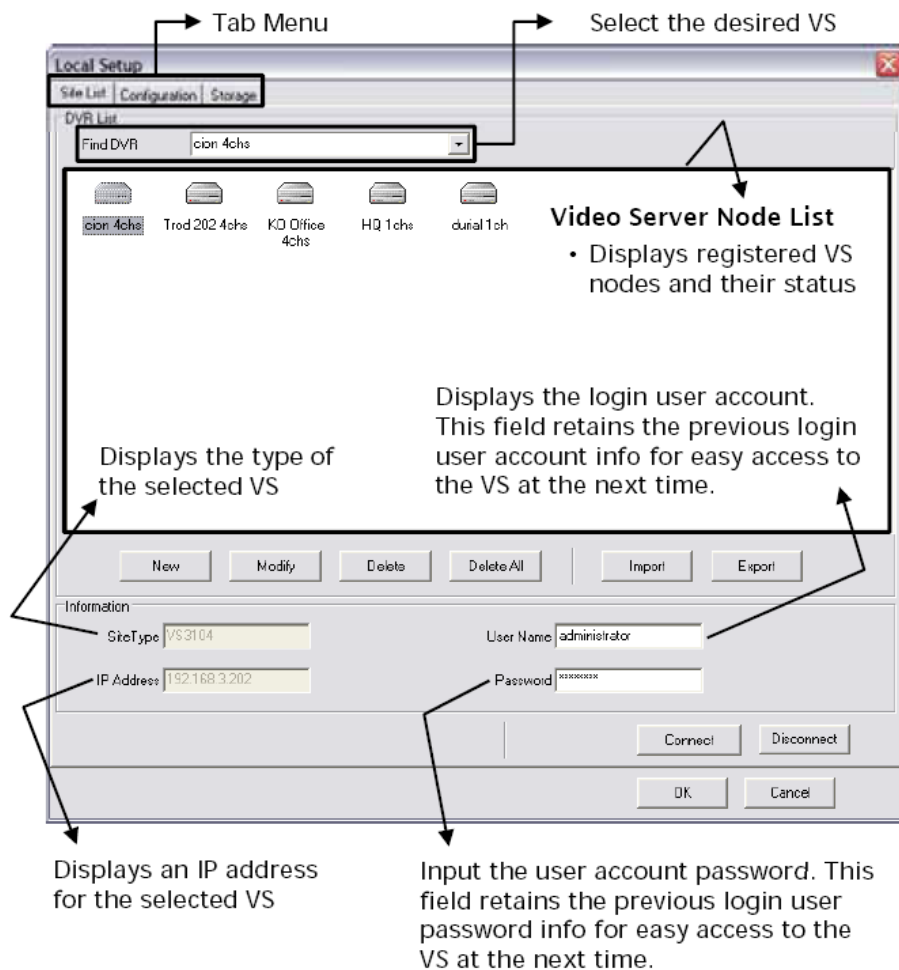 Tab Menu
Select the desired VS
Local Setup
Site List Configuration Storage
DVR List
Find DVR cion 4chs
cion 4chs Trod 202 4chs KO Office 4chs HQ 1chs durial 1ch
Video Server Node List
• Displays registered VS
nodes and their status
Displays the login user account.
This field retains the previous login
user account info for easy access to
the VS at the next time.
Displays the type of
the selected VS
New Modify Delete Delete All Import Export
Information
SiteType VS3104 User Name administrator
IP Address 192.168.3.202 Password xxxxxxxx
Connect Disconnect
OK Cancel
Displays an IP address
for the selected VS
Input the user account password. This
field retains the previous login user
password info for easy access to the
VS at the next time.